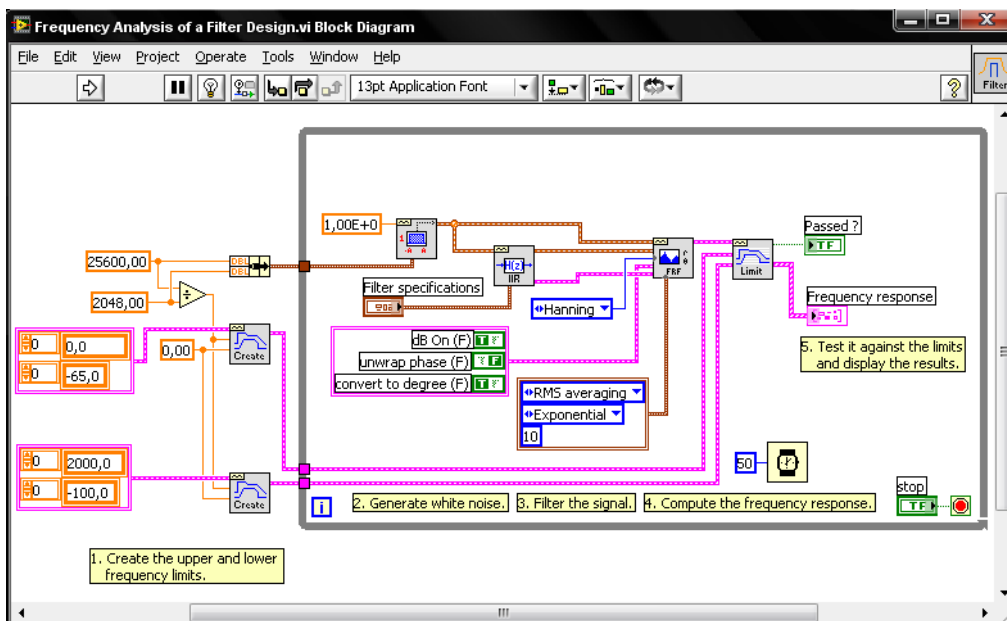 Frequency Analysis of a Filter Design.vi Block Diagram
File Edit View Project Operate Tools Window Help
13pt Application Font
?
Filter
1,00E+0
25600,00
2048,00
DBL
DBL
1
A
A
H(z)
IIR
FRF
Limit
Passed ?
TF
Filter specifications
Hanning
Frequency response
0
0,0
0
-65,0
0,00
Create
dB On (F) T F
unwrap phase (F) T F
convert to degree (F) T F
5. Test it against the limits
and display the results.
RMS averaging
Exponential
10
0
2000,0
0
-100,0
Create
50
i
2. Generate white noise.
3. Filter the signal.
4. Compute the frequency response.
stop
TF
1. Create the upper and lower
frequency limits.